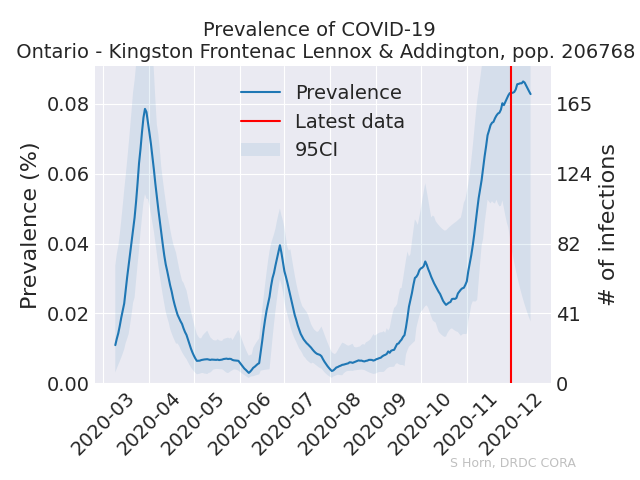 Prevalence of COVID-19
Ontario - Kingston Frontenac Lennox & Addington, pop. 206768
Prevalence
Latest data
95CI
Prevalence (%)
0.08
0.06
0.04
0.02
0.00
165
124
82
41
0
# of infections
2020-03
2020-04
2020-05
2020-06
2020-07
2020-08
2020-09
2020-10
2020-11
2020-12
S Horn, DRDC CORA